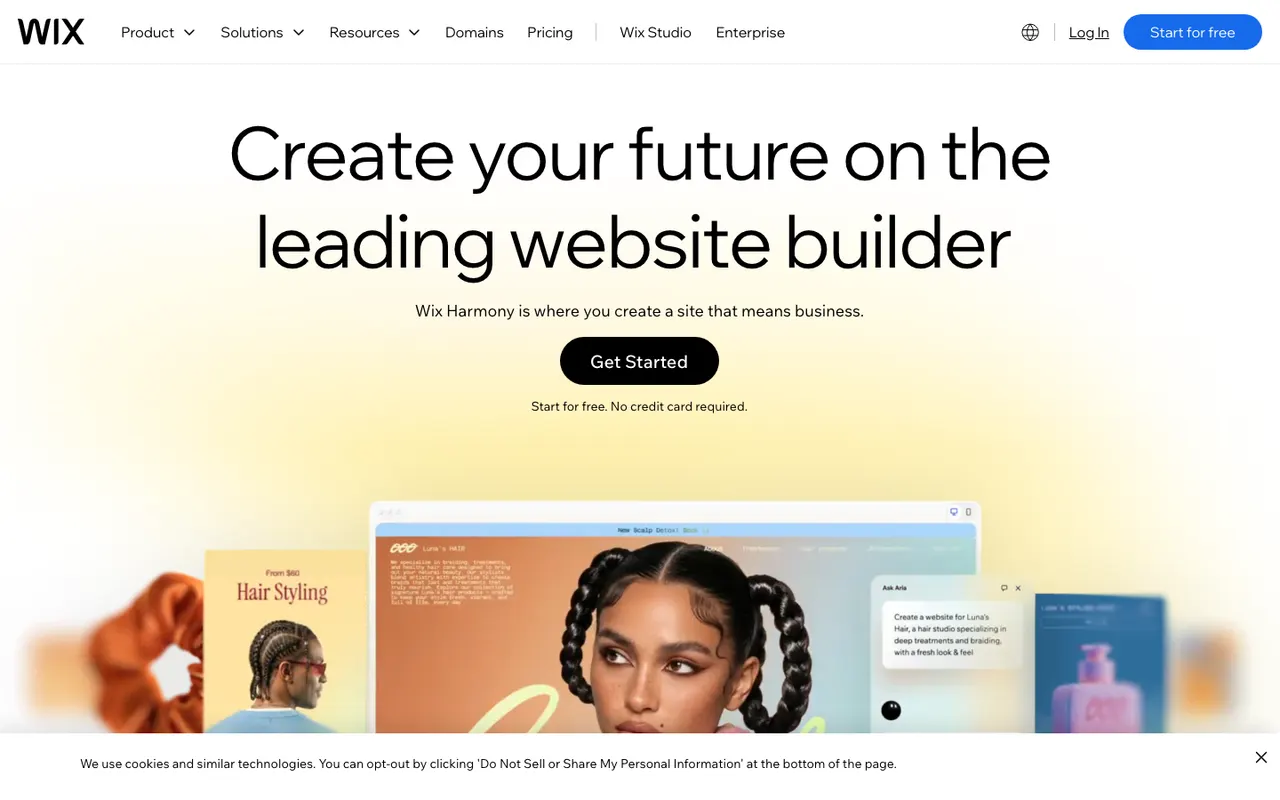 WIX
Product
Solutions
Resources
Domains
Pricing
Wix Studio
Enterprise
Log In
Start for free
Create your future on the
leading website builder
Wix Harmony is where you create a site that means business.
Get Started
Start for free. No credit card required.
New Scalp Detox!
Luna's HAIR
About
From $60
Hair Styling
Ask Aria
Create a website for Luna's
Hair, a hair studio specializing in
deep treatments and braiding,
with a fresh look & feel
We use cookies and similar technologies. You can opt-out by clicking 'Do Not Sell or Share My Personal Information' at the bottom of the page.